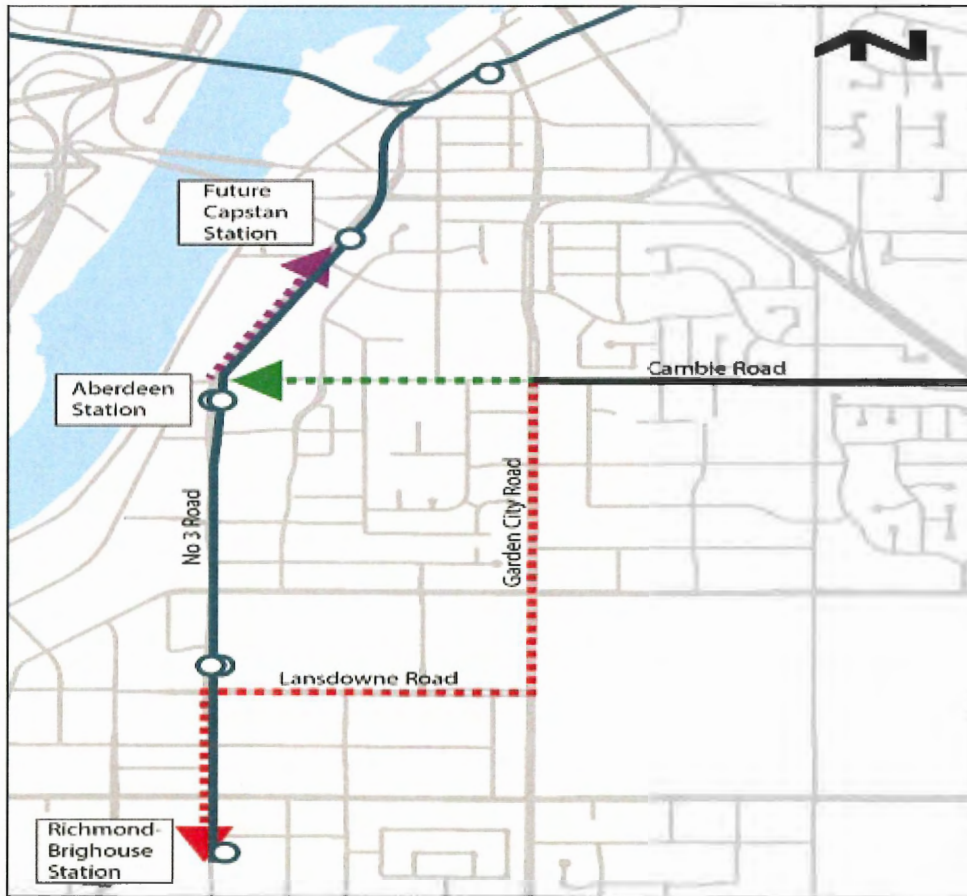 Future
Capstan
Station
Cambie Road
Aberdeen
Station
No 3 Road
Garden City Road
Lansdowne Road
Richmond-
Brighouse
Station